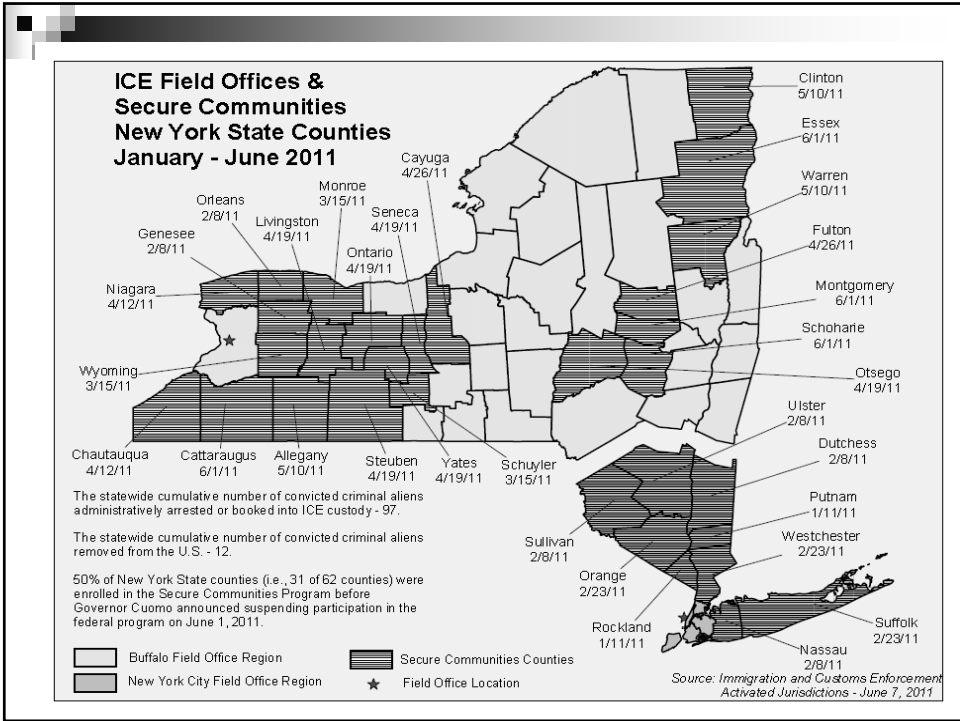 ICE Field Offices &
Secure Communities
New York State Counties
January - June 2011
Clinton
5/10/11
Essex
6/1/11
Warren
5/10/11
Fulton
4/26/11
Montgomery
6/1/11
Schoharie
6/1/11
Otsego
4/19/11
Cayuga
4/26/11
Monroe
3/15/11
Seneca
4/19/11
Orleans
2/8/11
Livingston
4/19/11
Genesee
2/8/11
Ontario
4/19/11
Niagara
4/12/11
Wyoming
3/15/11
Chautauqua
4/12/11
Cattaraugus
6/1/11
Allegany
5/10/11
Steuben
4/19/11
Yates
4/19/11
Schuyler
3/15/11
Ulster
2/8/11
Dutchess
2/8/11
Putnam
1/11/11
Westchester
2/23/11
Sullivan
2/8/11
Orange
2/23/11
Rockland
1/11/11
Suffolk
2/23/11
Nassau
2/8/11
The statewide cumulative number of convicted criminal aliens
administratively arrested or booked into ICE custody - 97.
The statewide cumulative number of convicted criminal aliens
removed from the U.S. - 12.
50% of New York State counties (i.e., 31 of 62 counties) were
enrolled in the Secure Communities Program before
Governor Cuomo announced suspending participation in the
federal program on June 1, 2011.
Buffalo Field Office Region
Secure Communities Counties
New York City Field Office Region
Field Office Location
Source: Immigration and Customs Enforcement
Activated Jurisdictions - June 7, 2011